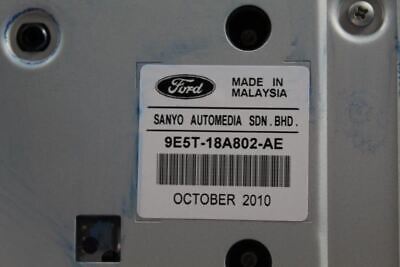 Ford
MADE IN
MALAYSIA
SANYO AUTOMEDIA SDN . BHD .
9E5T-18A802-AE
OCTOBER 2010